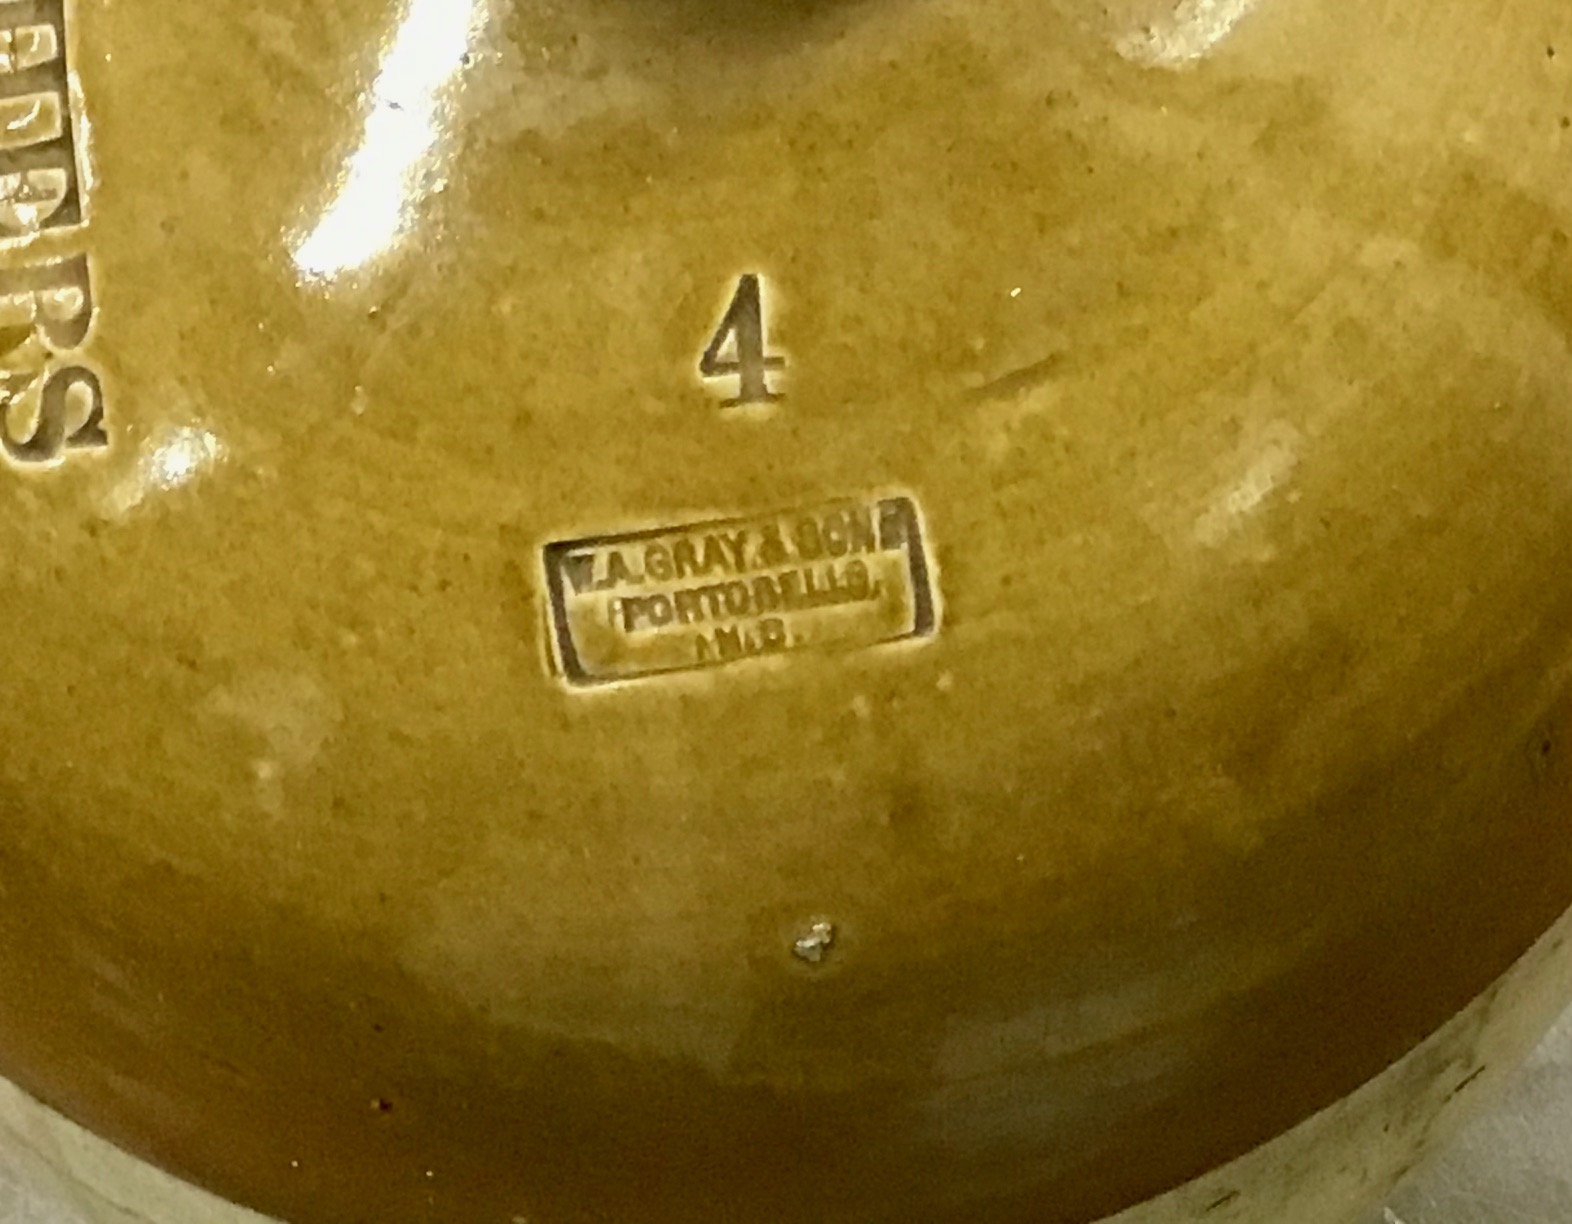 4
W.A.GRAY.& SONS
PORTOBELLO,
N.B.